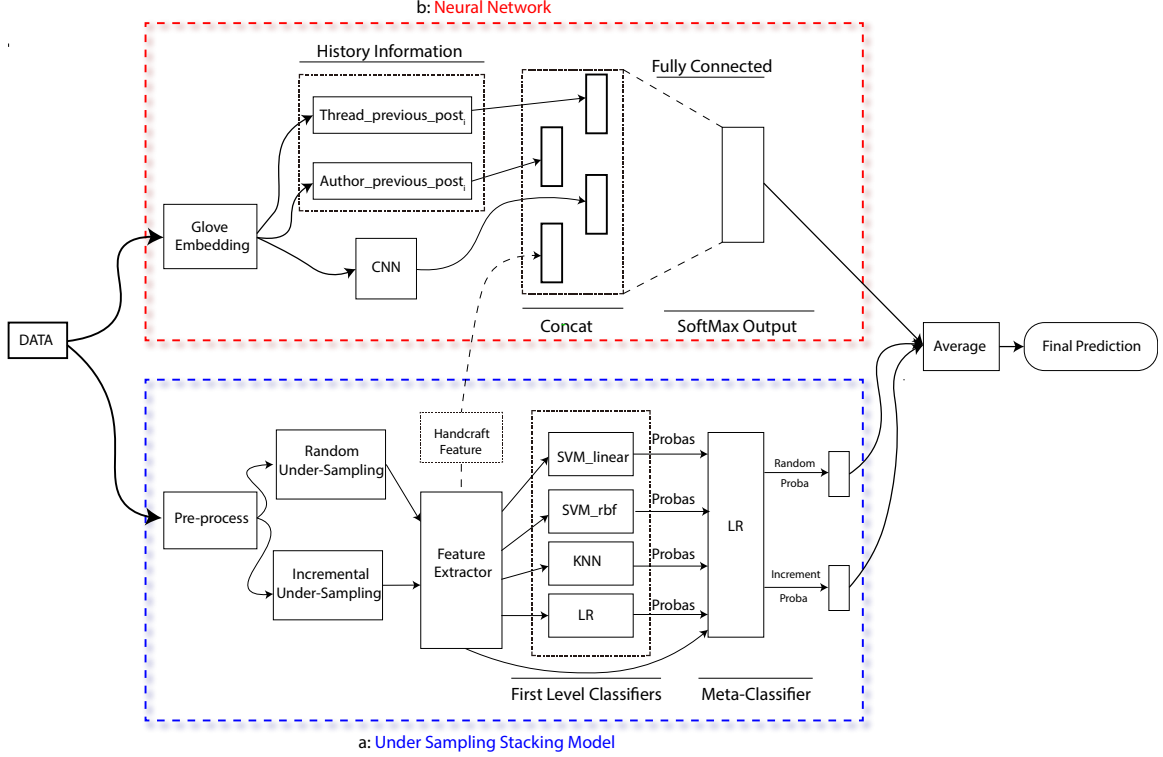 b: Neural Network
History Information
Fully Connected
Thread_previous_post_i
Author_previous_post_i
Glove
Embedding
CNN
Concat
SoftMax Output
DATA
Average
Final Prediction
Handcraft
Feature
Random
Under-Sampling
Pre-process
Incremental
Under-Sampling
Feature
Extractor
SVM_linear
SVM_rbf
KNN
LR
Probas
Probas
Probas
Probas
LR
Random
Proba
Increment
Proba
First Level Classifiers
Meta-Classifier
a: Under Sampling Stacking Model